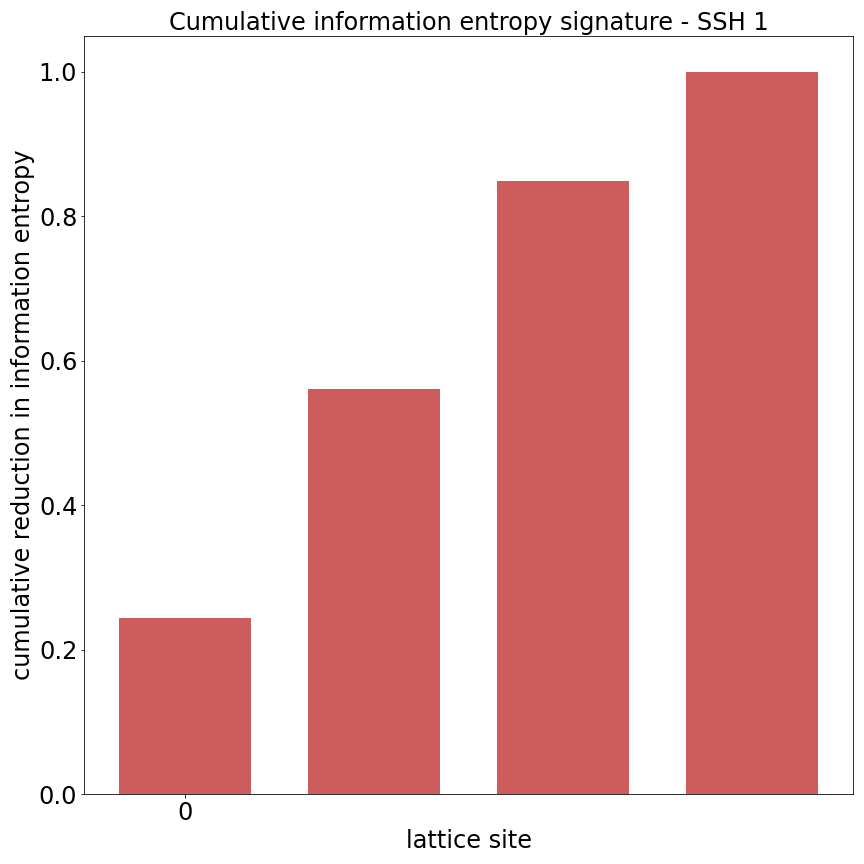 Cumulative information entropy signature - SSH 1
cumulative reduction in information entropy
1.0
0.8
0.6
0.4
0.2
0.0
0
lattice site